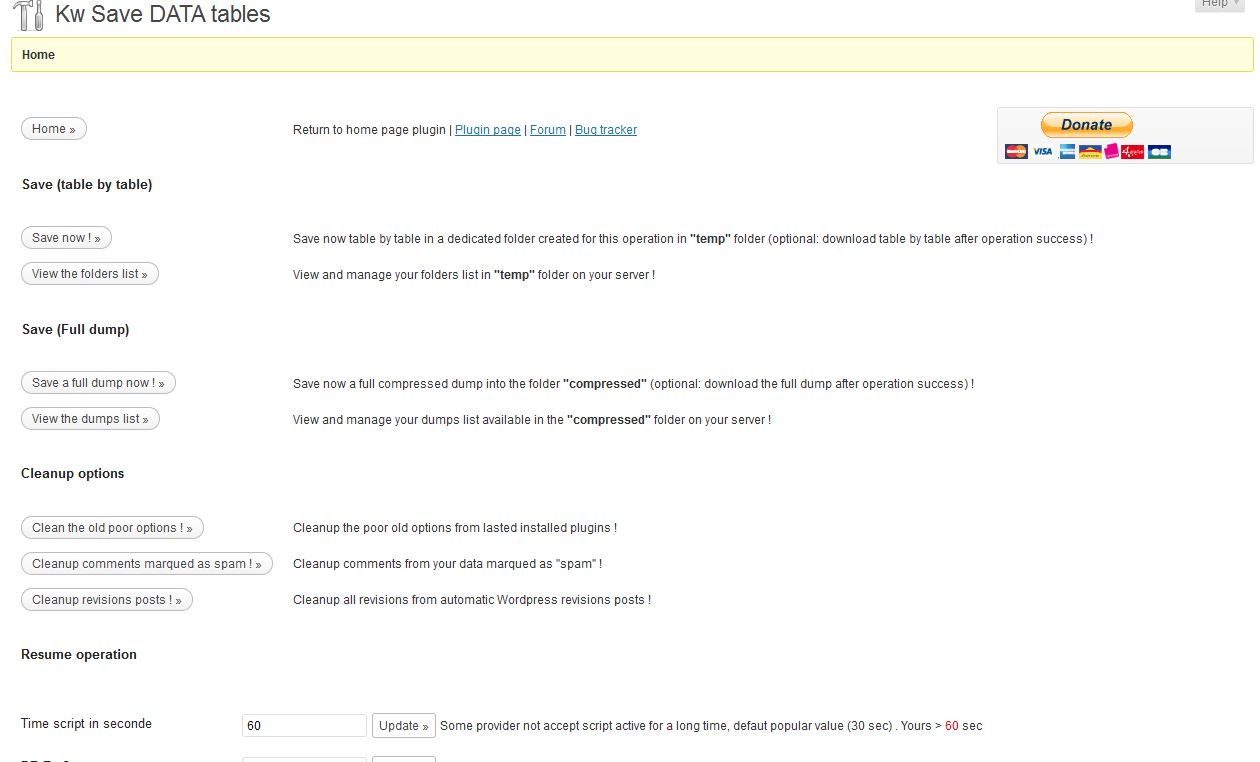 Help
Kw Save DATA tables
Home
Home »
Return to home page plugin | Plugin page | Forum | Bug tracker
Donate
VISA
Save (table by table)
Save now ! »
Save now table by table in a dedicated folder created for this operation in "temp" folder (optional: download table by table after operation success) !
View the folders list »
View and manage your folders list in "temp" folder on your server !
Save (Full dump)
Save a full dump now ! »
Save now a full compressed dump into the folder "compressed" (optional: download the full dump after operation success) !
View the dumps list »
View and manage your dumps list available in the "compressed" folder on your server !
Cleanup options
Clean the old poor options ! »
Cleanup the poor old options from lasted installed plugins !
Cleanup comments marqued as spam ! »
Cleanup comments from your data marqued as "spam" !
Cleanup revisions posts ! »
Cleanup all revisions from automatic Wordpress revisions posts !
Resume operation
Time script in seconde
60
Update »
Some provider not accept script active for a long time, defaut popular value (30 sec) . Yours > 60 sec